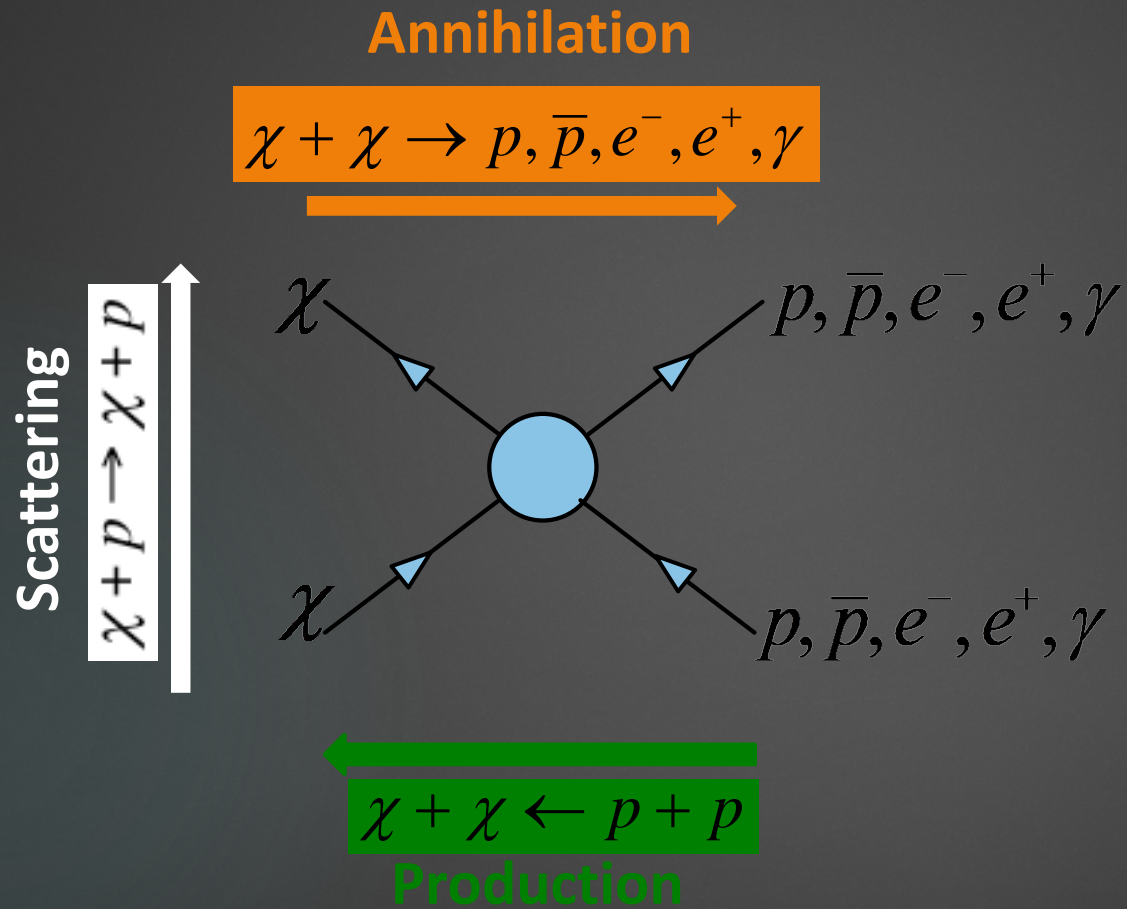 Annihilation
χ + χ → p, p̅, e⁻, e⁺, γ
Scattering
χ + p → χ + p
χ
p, p̅, e⁻, e⁺, γ
χ
p, p̅, e⁻, e⁺, γ
χ + χ ← p + p
Production